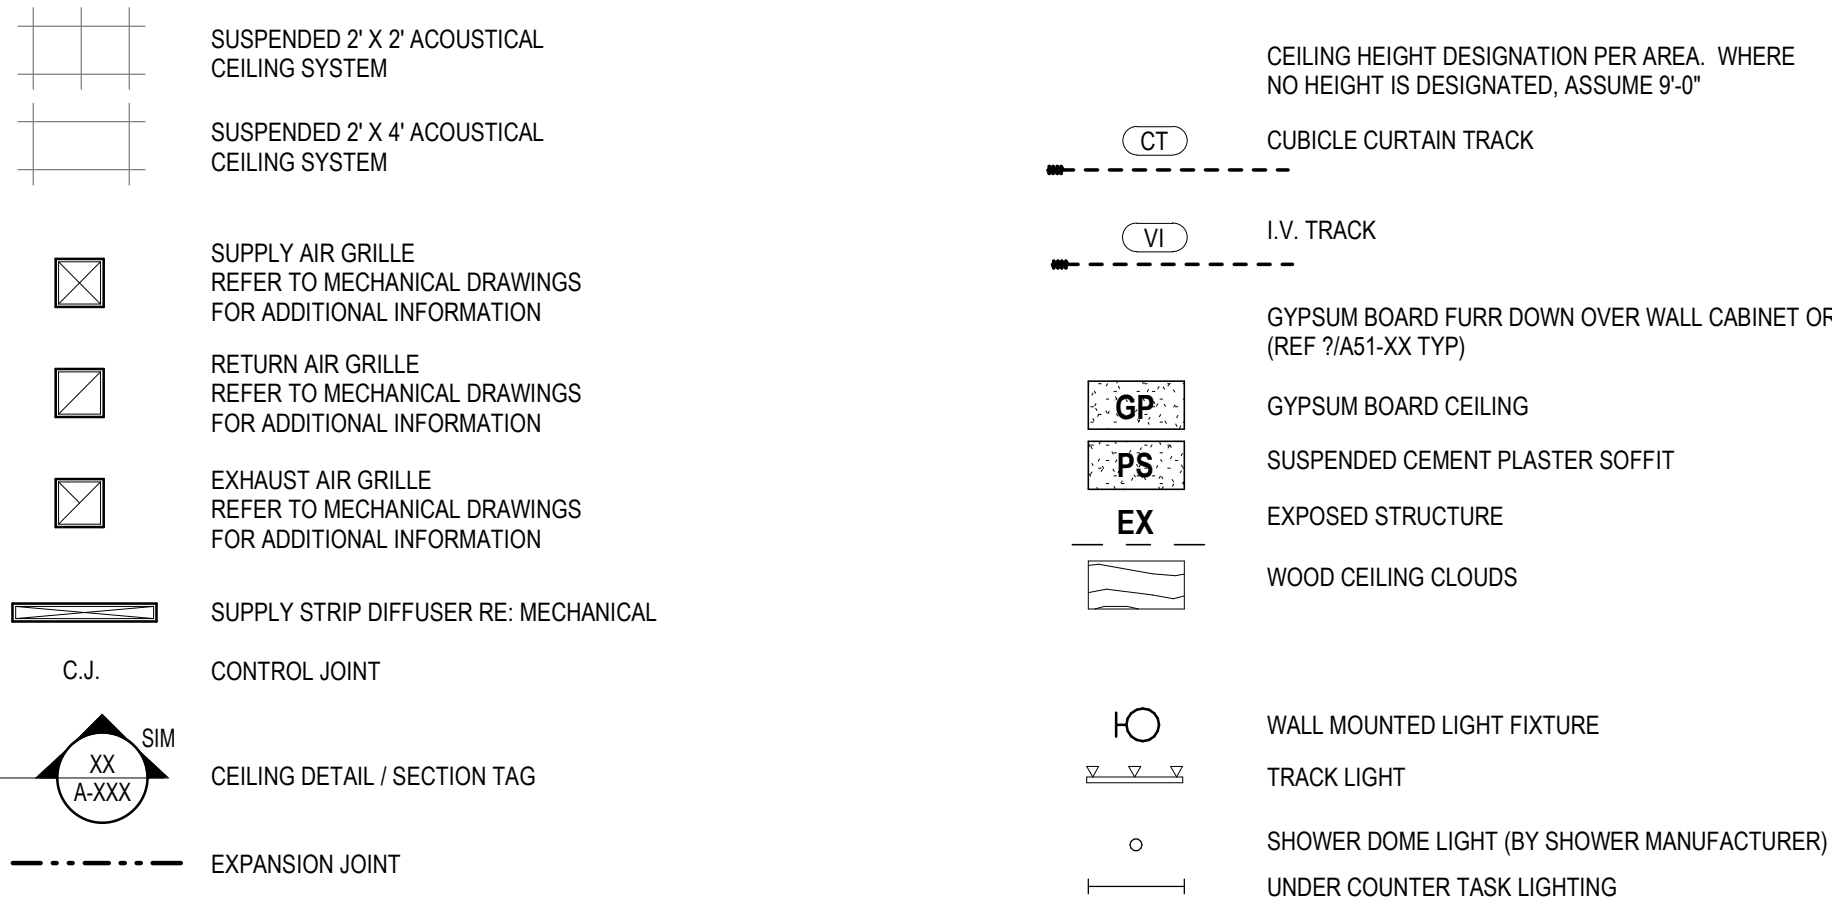 SUSPENDED 2' X 2' ACOUSTICAL
CEILING SYSTEM
SUSPENDED 2' X 4' ACOUSTICAL
CEILING SYSTEM
SUPPLY AIR GRILLE
REFER TO MECHANICAL DRAWINGS
FOR ADDITIONAL INFORMATION
RETURN AIR GRILLE
REFER TO MECHANICAL DRAWINGS
FOR ADDITIONAL INFORMATION
EXHAUST AIR GRILLE
REFER TO MECHANICAL DRAWINGS
FOR ADDITIONAL INFORMATION
SUPPLY STRIP DIFFUSER RE: MECHANICAL
C.J. CONTROL JOINT
SIM
XX
A-XXX
CEILING DETAIL / SECTION TAG
EXPANSION JOINT
CEILING HEIGHT DESIGNATION PER AREA. WHERE
NO HEIGHT IS DESIGNATED, ASSUME 9'-0"
CT CUBICLE CURTAIN TRACK
VI I.V. TRACK
GYPSUM BOARD FURR DOWN OVER WALL CABINET OR
(REF ?/A51-XX TYP)
GP GYPSUM BOARD CEILING
PS SUSPENDED CEMENT PLASTER SOFFIT
EX EXPOSED STRUCTURE
WOOD CEILING CLOUDS
WALL MOUNTED LIGHT FIXTURE
TRACK LIGHT
SHOWER DOME LIGHT (BY SHOWER MANUFACTURER)
UNDER COUNTER TASK LIGHTING